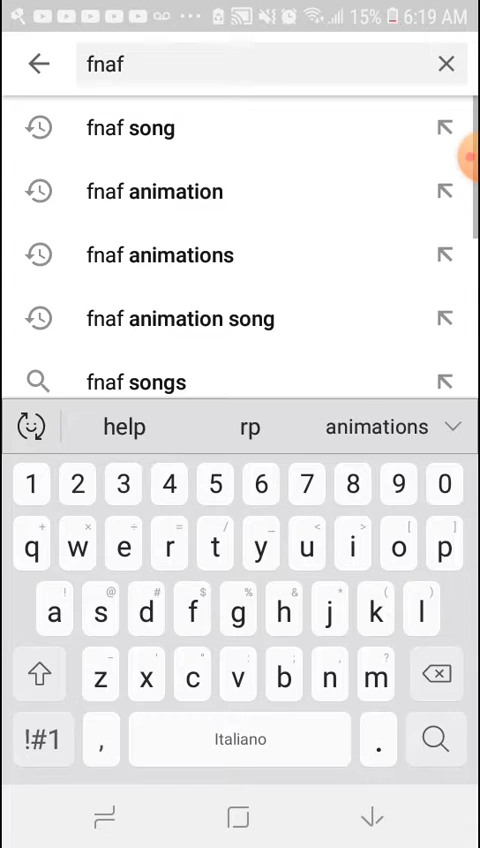 15% 6:19 AM
fnaf
fnaf song
fnaf animation
fnaf animations
fnaf animation song
fnaf songs
help rp animations
1 2 3 4 5 6 7 8 9 0
+ × ÷ = / _ < > [ ]
q w e r t y u i o p
! @ # $ % ^ & * ( )
a s d f g h j k l
- ' " : ; , ?
z x c v b n m
!#1 , Italiano .